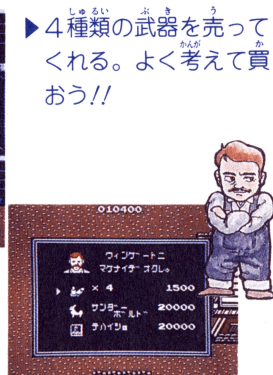 ▶4種類の武器を売って
くれる。よく考えて買
おう!!
010400
ウィンゲートニ
マケナイデ゛スクレ。
× 4 1500
サンダーボールト 20000
テハイショ 20000